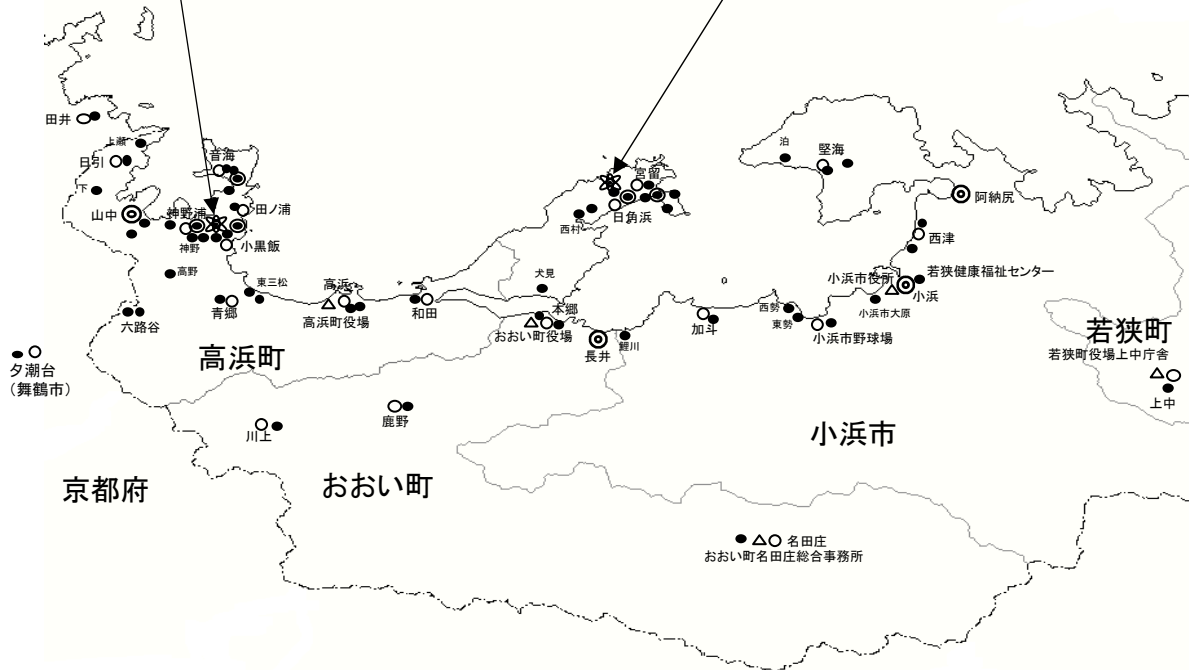 田井
上瀬
日引
音海
下
山中
神野浦
田ノ浦
神野
小黒飯
高野
東三松
青郷
六路谷
高浜
高浜町役場
和田
夕潮台
(舞鶴市)
高浜町
宮留
日角浜
西村
犬見
本郷
おおい町役場
長井
鯉川
泊
堅海
阿納尻
西津
若狭健康福祉センター
小浜市役所
小浜
小浜市大原
加斗
西勢
東勢
小浜市野球場
若狭町
若狭町役場上中庁舎
上中
川上
鹿野
小浜市
京都府
おおい町
名田庄
おおい町名田庄総合事務所